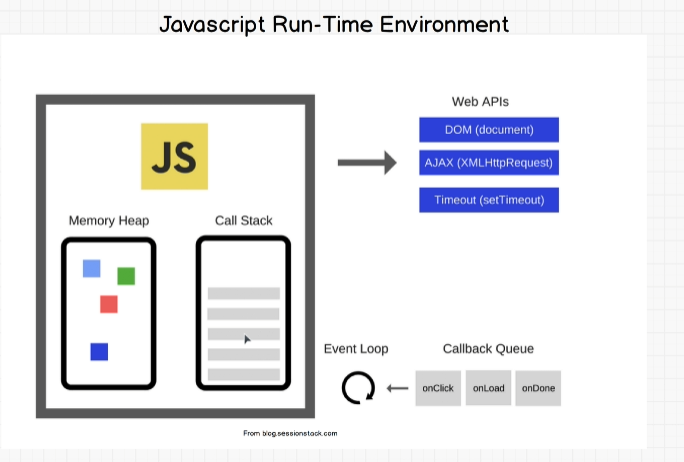 Javascript Run-Time Environment
JS
Memory Heap
Call Stack
Web APIs
DOM (document)
AJAX (XMLHttpRequest)
Timeout (setTimeout)
Event Loop
Callback Queue
onClick
onLoad
onDone
From blog.sessionstack.com